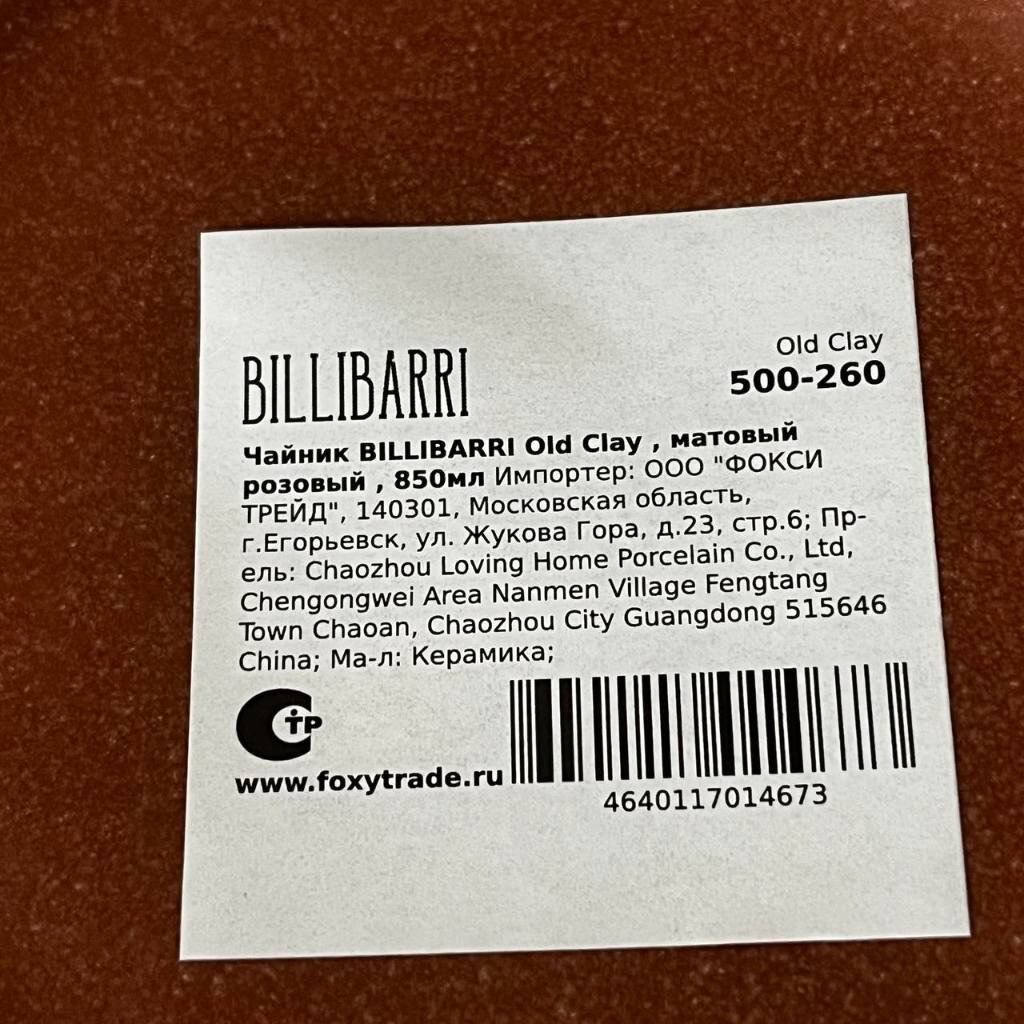 BILLIBARRI
Old Clay
500-260
Чайник BILLIBARRI Old Clay , матовый
розовый , 850мл Импортер: ООО "ФОКСИ
ТРЕЙД", 140301, Московская область,
г.Егорьевск, ул. Жукова Гора, д.23, стр.6; Пр-
ель: Chaozhou Loving Home Porcelain Co., Ltd,
Chengongwei Area Nanmen Village Fengtang
Town Chaoan, Chaozhou City Guangdong 515646
China; Ма-л: Керамика;
СТР
www.foxytrade.ru
4640117014673